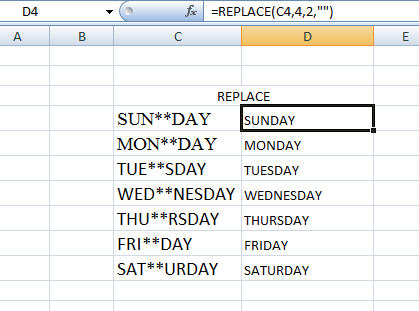 D4 fx =REPLACE(C4,4,2,"")
A B C D E
REPLACE
SUN**DAY SUNDAY
MON**DAY MONDAY
TUE**SDAY TUESDAY
WED**NESDAY WEDNESDAY
THU**RSDAY THURSDAY
FRI**DAY FRIDAY
SAT**URDAY SATURDAY